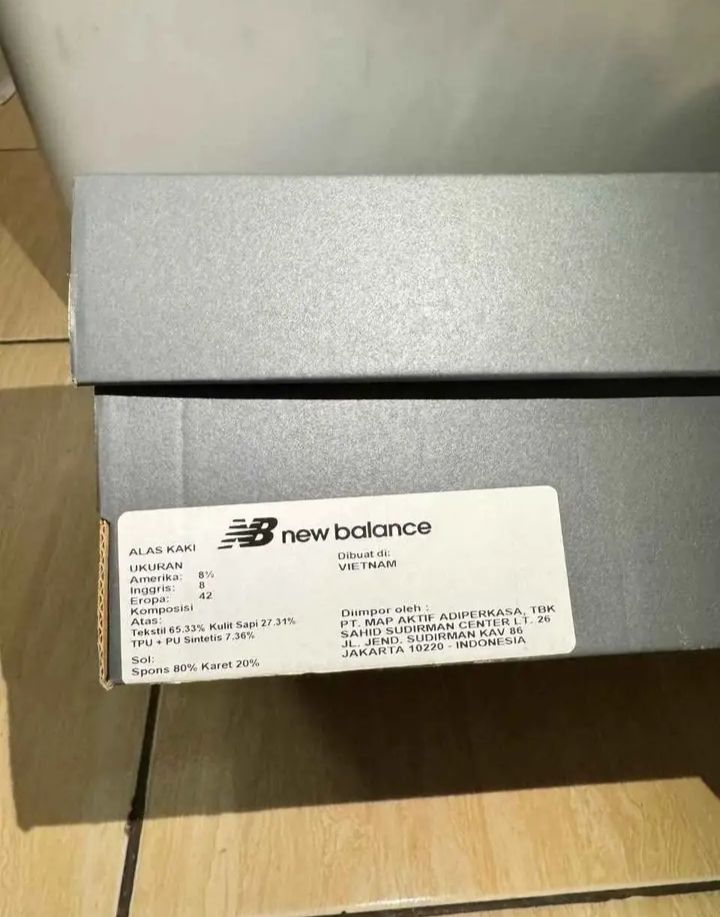 NB new balance
ALAS KAKI
UKURAN
Amerika: 8½
Inggris: 8
Eropa: 42
Komposisi
Atas:
Tekstil 65.33% Kulit Sapi 27.31%
TPU + PU Sintetis 7.36%
Sol:
Spons 80% Karet 20%
Dibuat di:
VIETNAM
Diimpor oleh :
PT. MAP AKTIF ADIPERKASA, TBK
SAHID SUDIRMAN CENTER LT. 26
JL. JEND. SUDIRMAN KAV 86
JAKARTA 10220 - INDONESIA